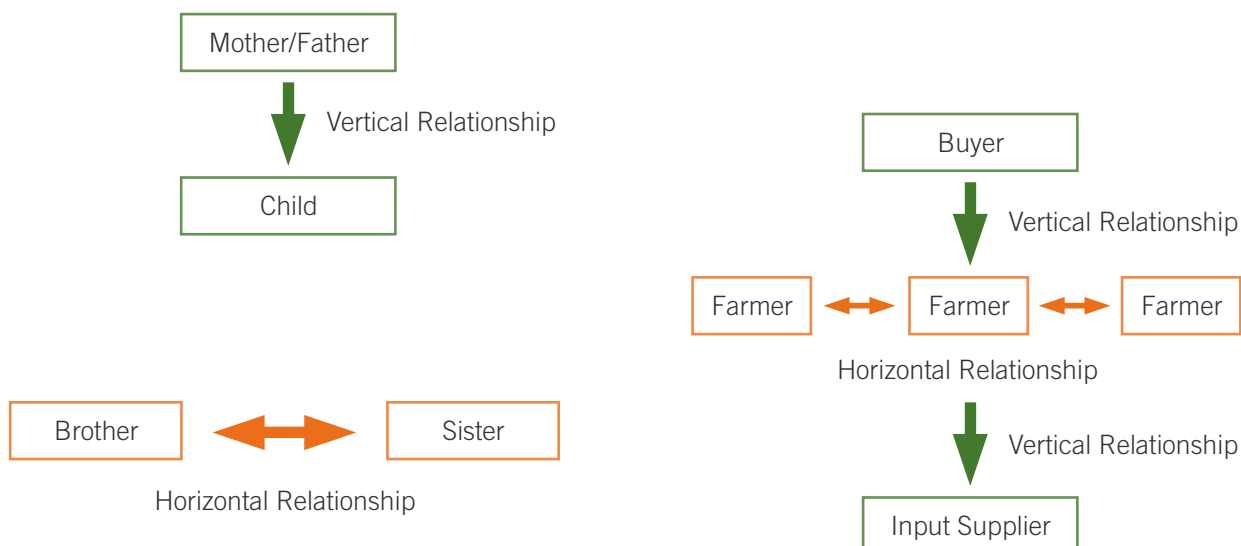 Mother/Father
Vertical Relationship
Child
Brother
Sister
Horizontal Relationship
Buyer
Vertical Relationship
Farmer
Farmer
Farmer
Horizontal Relationship
Vertical Relationship
Input Supplier